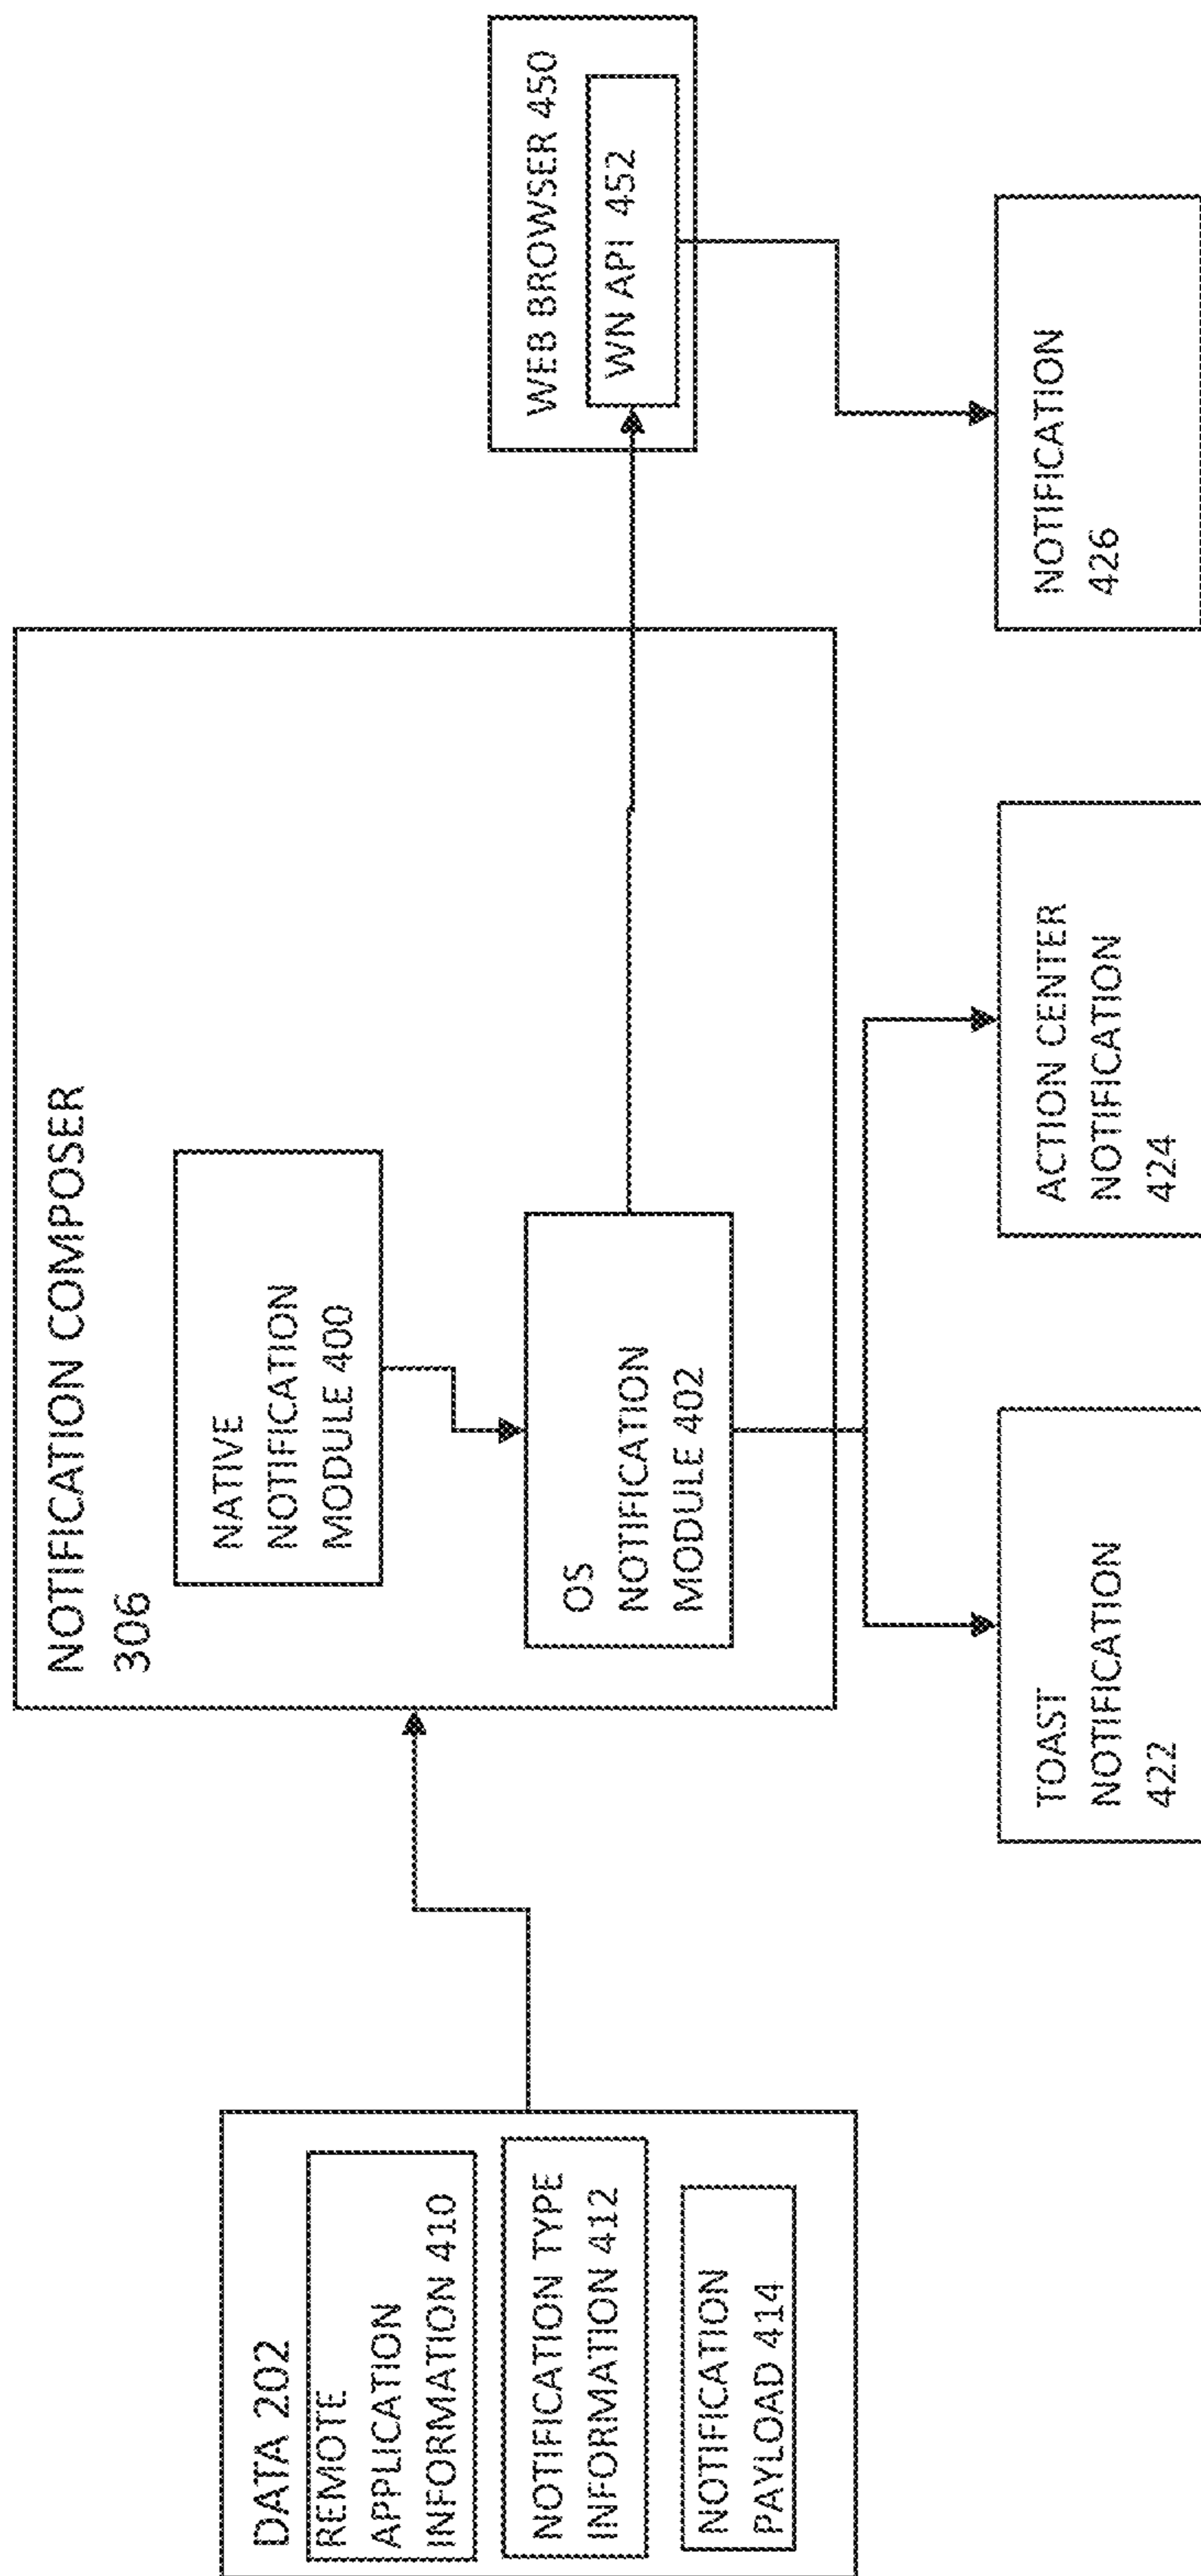 DATA 202
REMOTE
APPLICATION
INFORMATION 410
NOTIFICATION TYPE
INFORMATION 412
NOTIFICATION
PAYLOAD 414
NOTIFICATION COMPOSER
306
NATIVE
NOTIFICATION
MODULE 400
OS
NOTIFICATION
MODULE 402
WEB BROWSER 450
WN API 452
TOAST
NOTIFICATION
422
ACTION CENTER
NOTIFICATION
424
NOTIFICATION
426